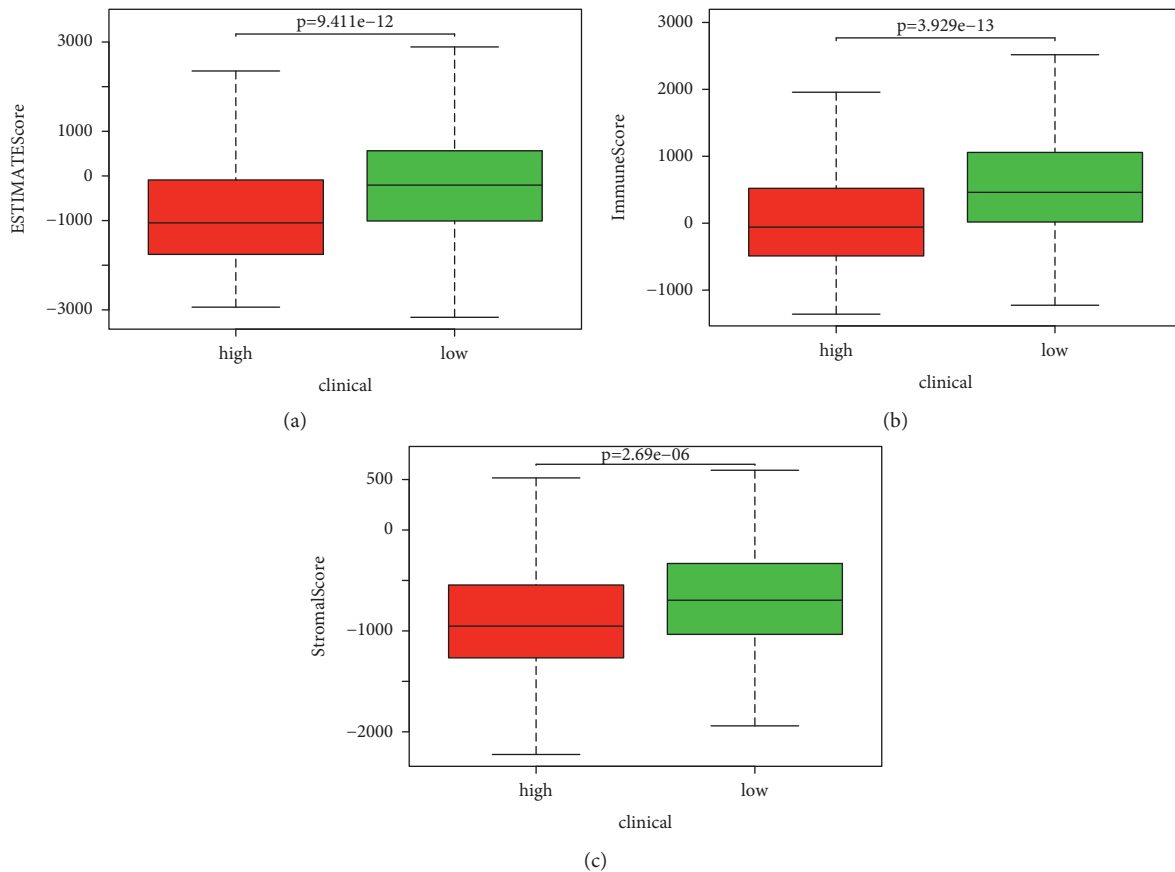 p=9.411e−12
3000
1000
0
−1000
−3000
ESTIMATEScore
high
low
clinical
(a)
p=3.929e−13
3000
2000
1000
0
−1000
ImmuneScore
high
low
clinical
(b)
p=2.69e−06
500
0
−1000
−2000
StromalScore
high
low
clinical
(c)